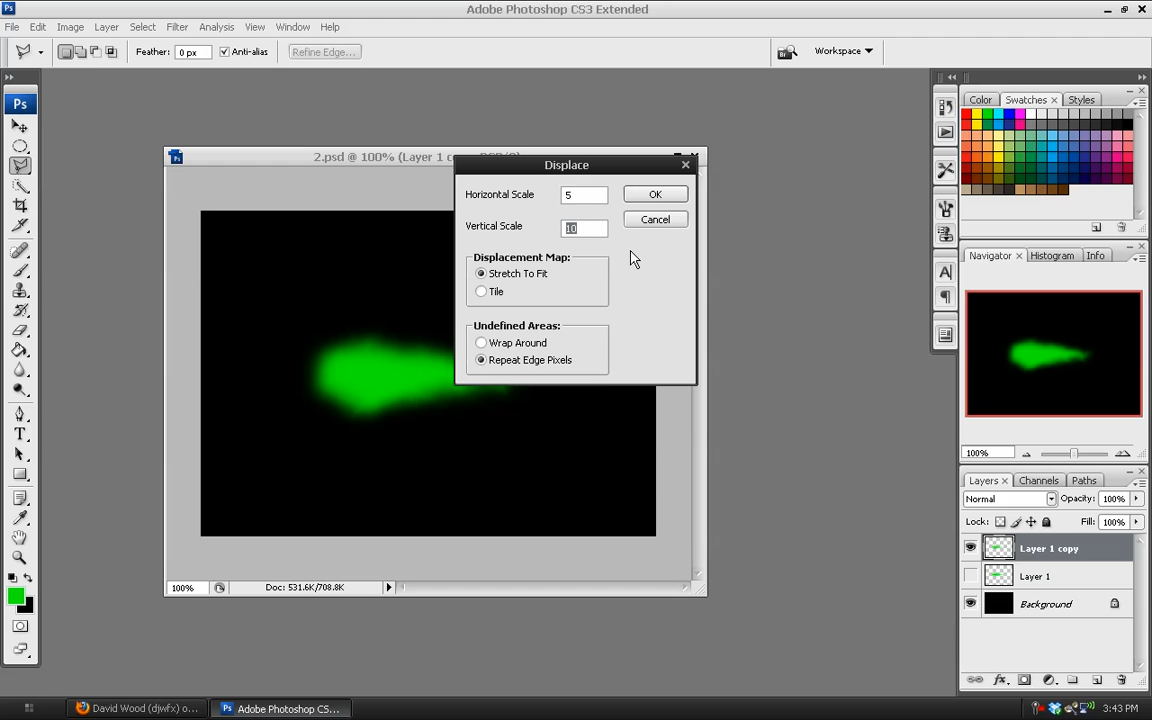 Ps Adobe Photoshop CS3 Extended
File Edit Image Layer Select Filter Analysis View Window Help
Feather: 0 px Anti-alias Refine Edge... Br Workspace
Ps
2.psd @ 100% (Layer 1
Displace
Horizontal Scale 5 OK
Vertical Scale 10 Cancel
Displacement Map:
Stretch To Fit
Tile
Undefined Areas:
Wrap Around
Repeat Edge Pixels
100% Doc: 531.6K/708.8K
Color Swatches Styles
Navigator Histogram Info
100%
Layers Channels Paths
Normal Opacity: 100%
Lock: Fill: 100%
Layer 1 copy
Layer 1
Background
David Wood (djwfx) o... Ps Adobe Photoshop CS... 3:43 PM